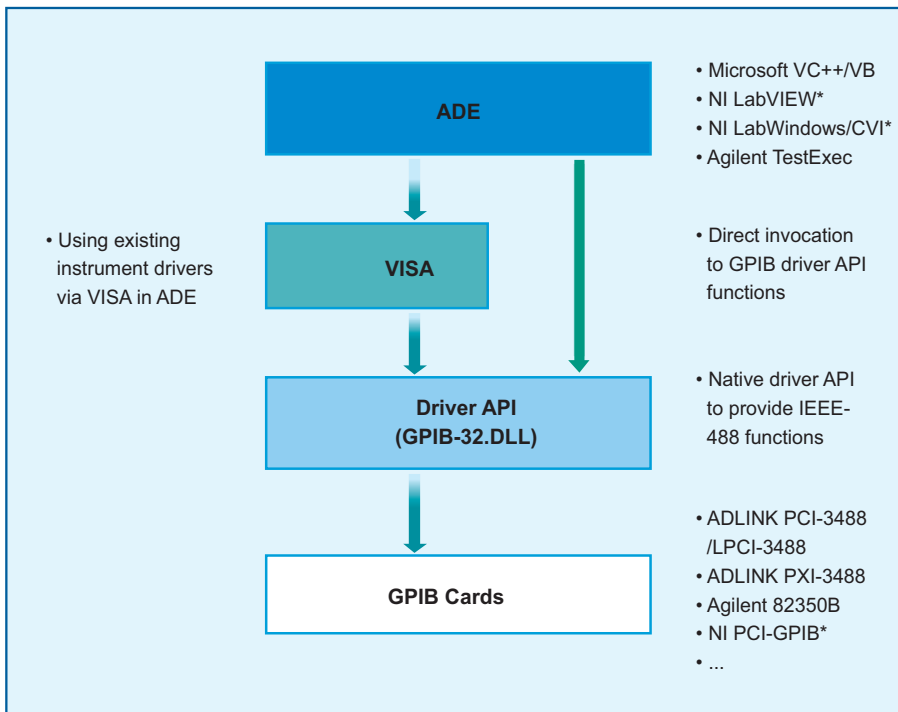 ADE
• Microsoft VC++/VB
• NI LabVIEW*
• NI LabWindows/CVI*
• Agilent TestExec
• Using existing
instrument drivers
via VISA in ADE
VISA
• Direct invocation
to GPIB driver API
functions
Driver API
(GPIB-32.DLL)
• Native driver API
to provide IEEE-
488 functions
GPIB Cards
• ADLINK PCI-3488
/LPCI-3488
• ADLINK PXI-3488
• Agilent 82350B
• NI PCI-GPIB*
• ...